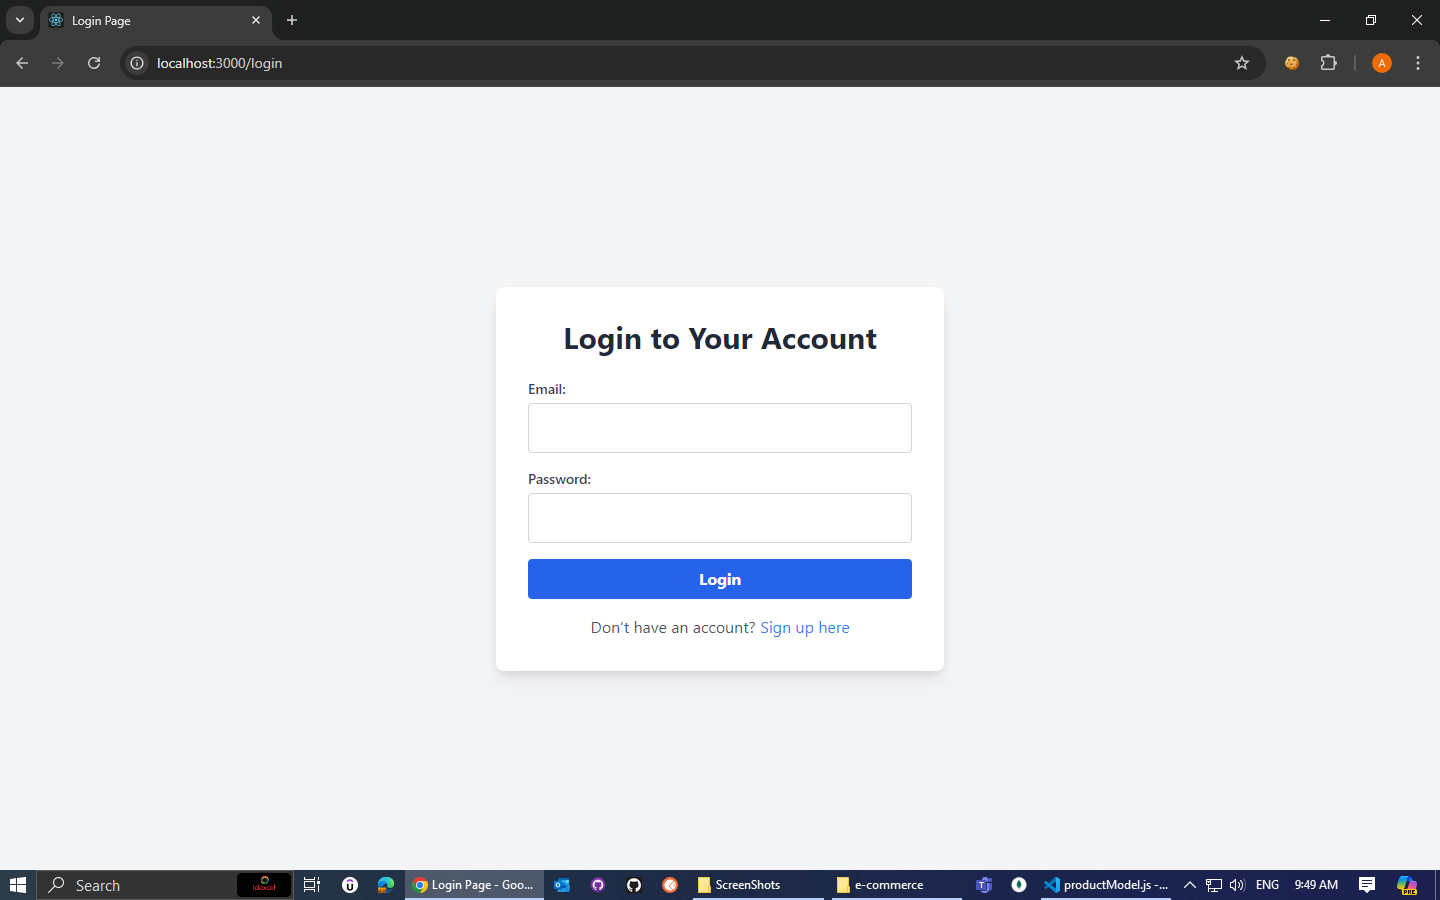 Login Page
localhost:3000/login
A
Login to Your Account
Email:
Password:
Login
Don't have an account? Sign up here
Search
Login Page - Goo...
ScreenShots
e-commerce
productModel.js -...
ENG
9:49 AM
PRE